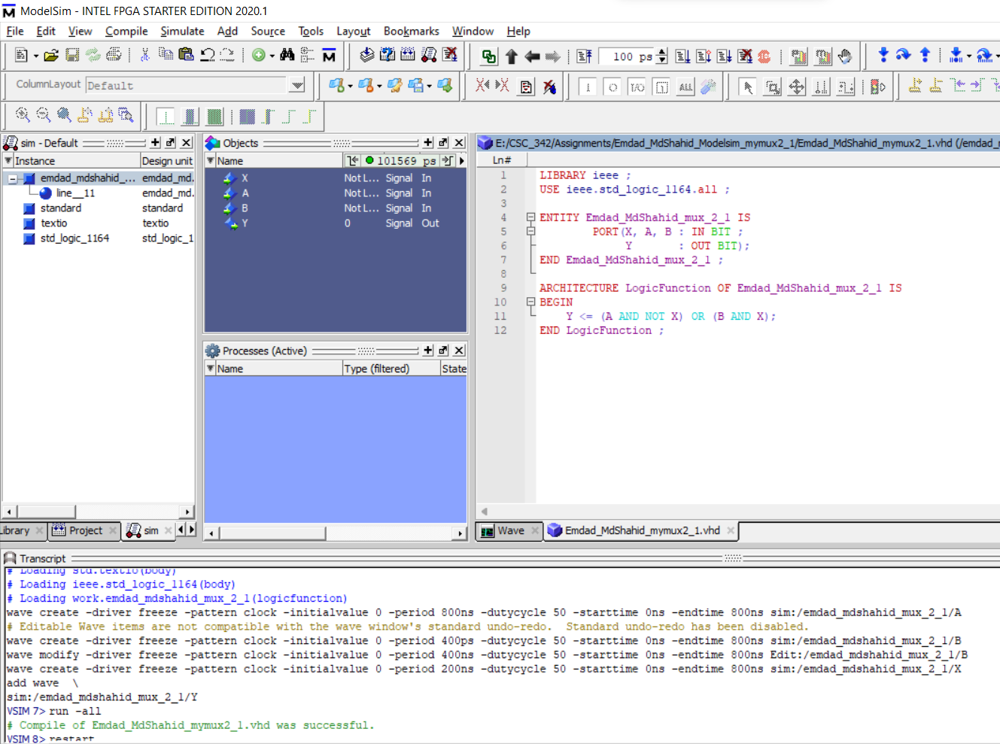 ModelSim - INTEL FPGA STARTER EDITION 2020.1
File Edit View Compile Simulate Add Source Tools Layout Bookmarks Window Help
100 ps
ColumnLayout Default
sim - Default
Instance Design unit
emdad_mdshahid_... emdad_md.
line__11 emdad_md.
standard standard
textio textio
std_logic_1164 std_logic_1
Library Project sim
Objects
Name 101569 ps
X Not L... Signal In
A Not L... Signal In
B Not L... Signal In
Y 0 Signal Out
Processes (Active)
Name Type (filtered) State
E:/CSC_342/Assignments/Emdad_MdShahid_Modelsim_mymux2_1/Emdad_MdShahid_mymux2_1.vhd (/emdad_
Ln#
1 LIBRARY ieee ;
2 USE ieee.std_logic_1164.all ;
3
4 ENTITY Emdad_MdShahid_mux_2_1 IS
5 PORT(X, A, B : IN BIT ;
6 Y : OUT BIT);
7 END Emdad_MdShahid_mux_2_1 ;
8
9 ARCHITECTURE LogicFunction OF Emdad_MdShahid_mux_2_1 IS
10 BEGIN
11 Y <= (A AND NOT X) OR (B AND X);
12 END LogicFunction ;
Wave Emdad_MdShahid_mymux2_1.vhd
Transcript
# Loading std.textio(body)
# Loading ieee.std_logic_1164(body)
# Loading work.emdad_mdshahid_mux_2_1(logicfunction)
wave create -driver freeze -pattern clock -initialvalue 0 -period 800ns -dutycycle 50 -starttime 0ns -endtime 800ns sim:/emdad_mdshahid_mux_2_1/A
# Editable Wave items are not compatible with the wave window's standard undo-redo.  Standard undo-redo has been disabled.
wave create -driver freeze -pattern clock -initialvalue 0 -period 400ps -dutycycle 50 -starttime 0ns -endtime 800ns sim:/emdad_mdshahid_mux_2_1/B
wave modify -driver freeze -pattern clock -initialvalue 0 -period 400ns -dutycycle 50 -starttime 0ns -endtime 800ns Edit:/emdad_mdshahid_mux_2_1/B
wave create -driver freeze -pattern clock -initialvalue 0 -period 200ns -dutycycle 50 -starttime 0ns -endtime 800ns sim:/emdad_mdshahid_mux_2_1/X
add wave  \
sim:/emdad_mdshahid_mux_2_1/Y
VSIM 7> run -all
# Compile of Emdad_MdShahid_mymux2_1.vhd was successful.
VSIM 8> restart